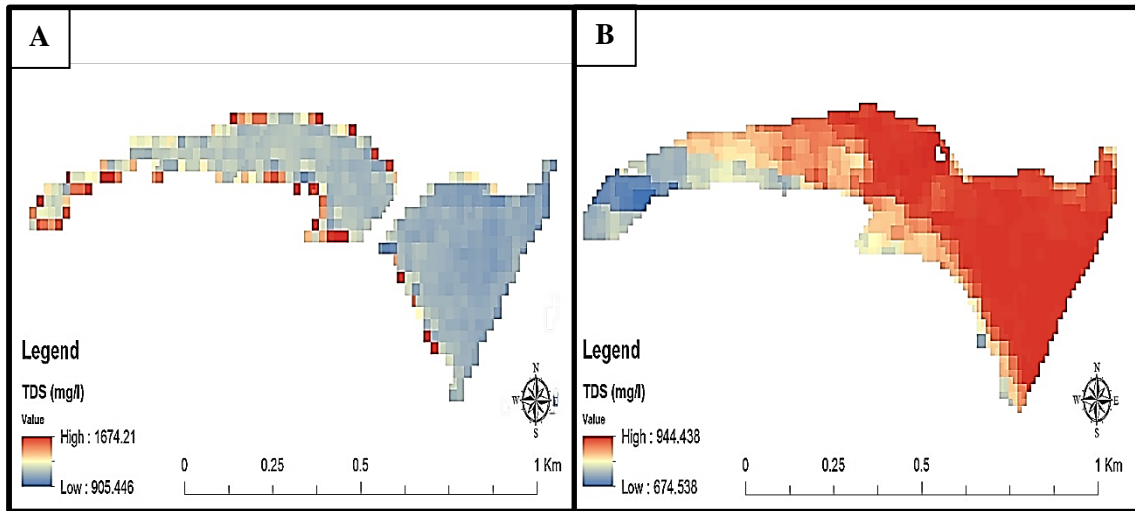 A
Legend
TDS (mg/l)
Value
High : 1674.21
Low : 905.446
N
W
S
0 0.25 0.5 1 Km
B
Legend
TDS (mg/l)
Value
High : 944.438
Low : 674.538
N
W E
S
0 0.25 0.5 1 Km